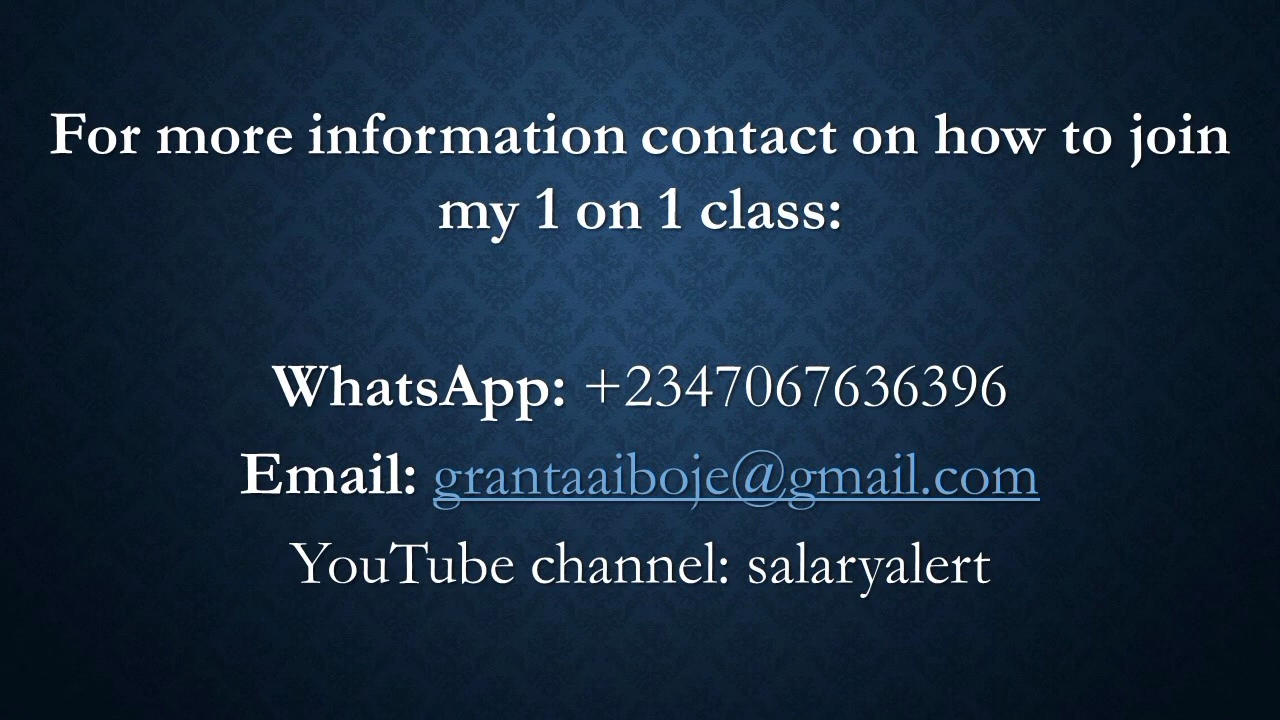 For more information contact on how to join
my 1 on 1 class:
WhatsApp: +2347067636396
Email: grantaaiboje@gmail.com
YouTube channel: salaryalert